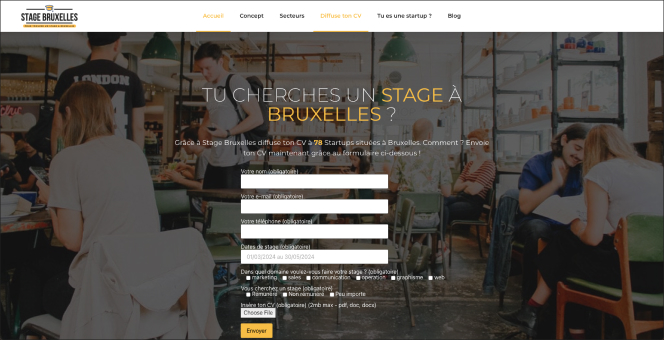 STAGE BRUXELLES
Accueil Concept Secteurs Diffuse ton CV Tu es une startup ? Blog
LONDON
TU CHERCHES UN STAGE À
BRUXELLES ?
Grâce à Stage Bruxelles diffuse ton CV à 78 Startups situées à Bruxelles. Comment ? Envoie
ton CV maintenant grâce au formulaire ci-dessous !
Votre nom (obligatoire)
Votre e-mail (obligatoire)
Votre téléphone (obligatoire)
Dates de stage (obligatoire)
01/02/2024 au 30/05/2024
Dans quel domaine voulez-vous faire votre stage ? (obligatoire)
marketing sales communication operation graphisme web
Vous cherchez un stage (obligatoire)
Rémunéré Non rémunéré Peu importe
Insère ton CV (obligatoire) (2mb max - pdf, doc, docx)
Choose File
Envoyer